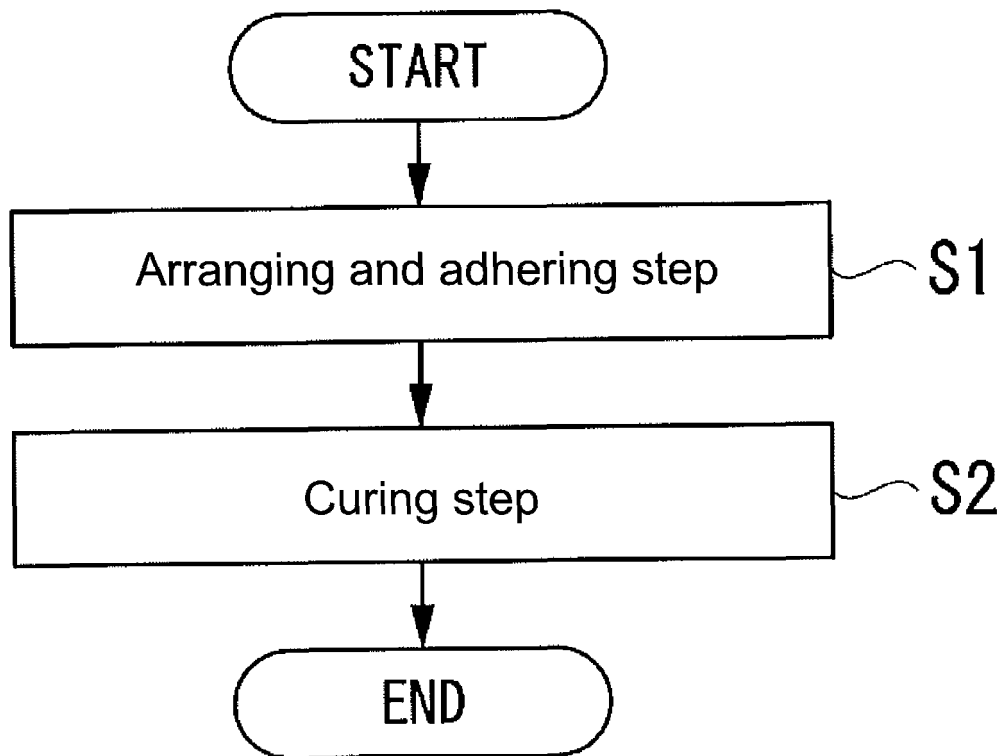 START
Arranging and adhering step
S1
Curing step
S2
END